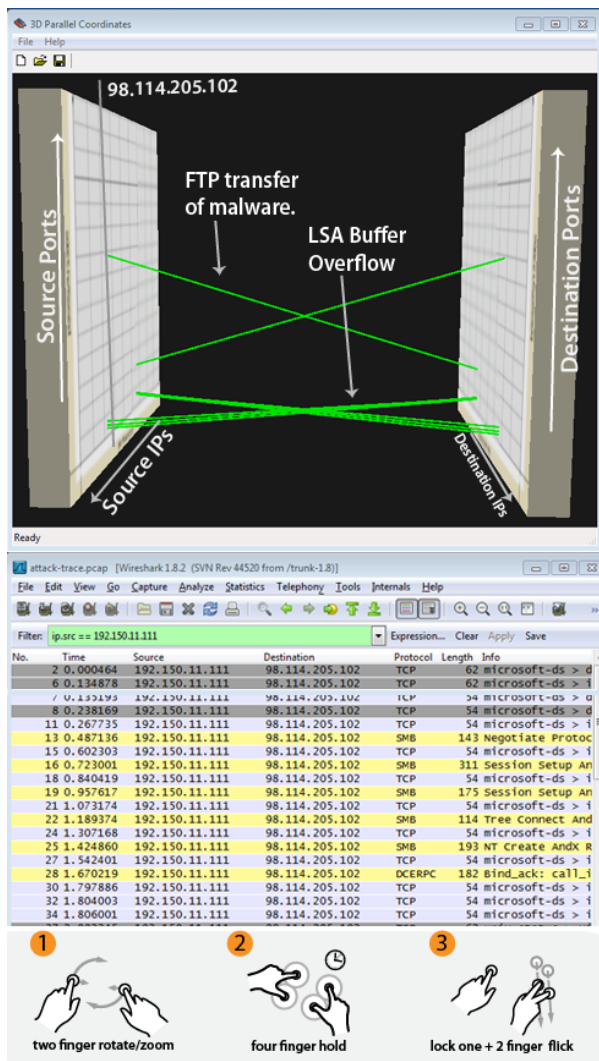 3D Parallel Coordinates
File Help
98.114.205.102
FTP transfer
of malware.
LSA Buffer
Overflow
Source Ports
Destination Ports
Source IPs
Destination IPs
Ready
attack-trace.pcap [Wireshark 1.8.2 (SVN Rev 44520 from /trunk-1.8)]
File Edit View Go Capture Analyze Statistics Telephony Tools Internals Help
Filter: ip.src == 192.150.11.111 Expression... Clear Apply Save
No. Time Source Destination Protocol Length Info
2 0.000464 192.150.11.111 98.114.205.102 TCP 62 microsoft-ds > d
6 0.134878 192.150.11.111 98.114.205.102 TCP 62 microsoft-ds > i
7 0.135193 192.150.11.111 98.114.205.102 TCP 54 microsoft-ds > d
8 0.238169 192.150.11.111 98.114.205.102 TCP 54 microsoft-ds > d
11 0.267735 192.150.11.111 98.114.205.102 TCP 54 microsoft-ds > i
13 0.487136 192.150.11.111 98.114.205.102 SMB 143 Negotiate Protoc
15 0.602303 192.150.11.111 98.114.205.102 TCP 54 microsoft-ds > i
16 0.723001 192.150.11.111 98.114.205.102 SMB 311 Session Setup An
18 0.840419 192.150.11.111 98.114.205.102 TCP 54 microsoft-ds > i
19 0.957617 192.150.11.111 98.114.205.102 SMB 175 Session Setup An
21 1.073174 192.150.11.111 98.114.205.102 TCP 54 microsoft-ds > i
22 1.189374 192.150.11.111 98.114.205.102 SMB 114 Tree Connect And
24 1.307168 192.150.11.111 98.114.205.102 TCP 54 microsoft-ds > i
25 1.424860 192.150.11.111 98.114.205.102 SMB 193 NT Create AndX R
27 1.542401 192.150.11.111 98.114.205.102 TCP 54 microsoft-ds > i
28 1.670219 192.150.11.111 98.114.205.102 DCERPC 182 Bind_ack: call_i
30 1.797886 192.150.11.111 98.114.205.102 TCP 54 microsoft-ds > i
32 1.804003 192.150.11.111 98.114.205.102 TCP 54 microsoft-ds > i
34 1.806001 192.150.11.111 98.114.205.102 TCP 54 microsoft-ds > i
1
two finger rotate/zoom
2
four finger hold
3
lock one + 2 finger flick